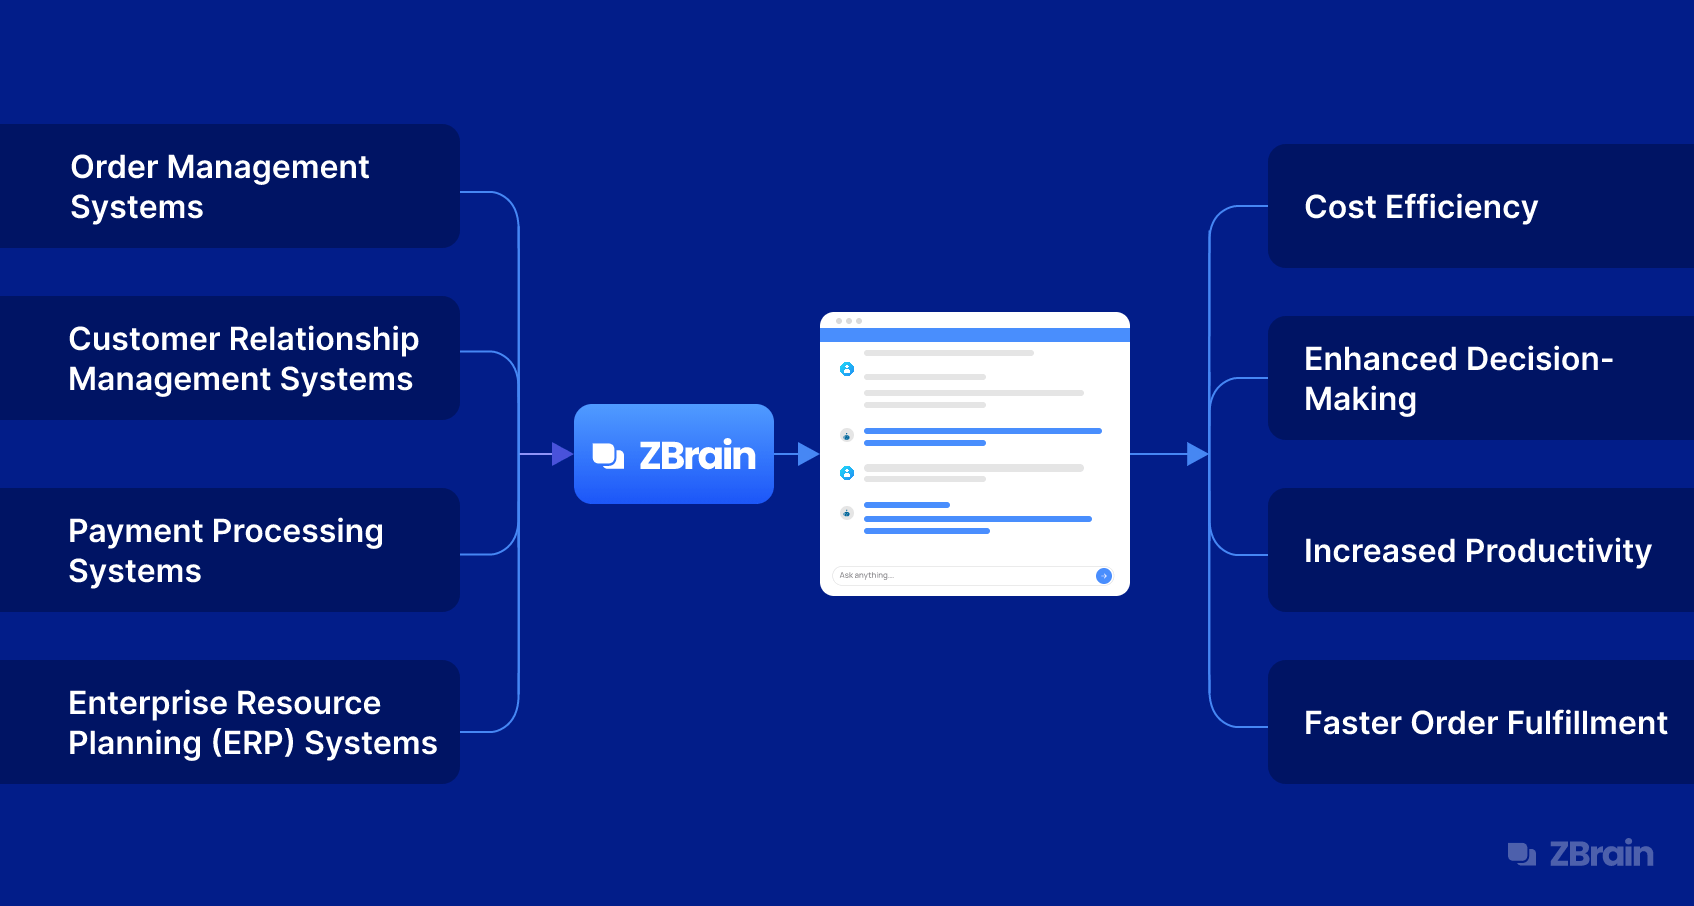 Order Management
Systems
Customer Relationship
Management Systems
Payment Processing
Systems
Enterprise Resource
Planning (ERP) Systems
ZBrain
Ask anything...
Cost Efficiency
Enhanced Decision-
Making
Increased Productivity
Faster Order Fulfillment
ZBrain